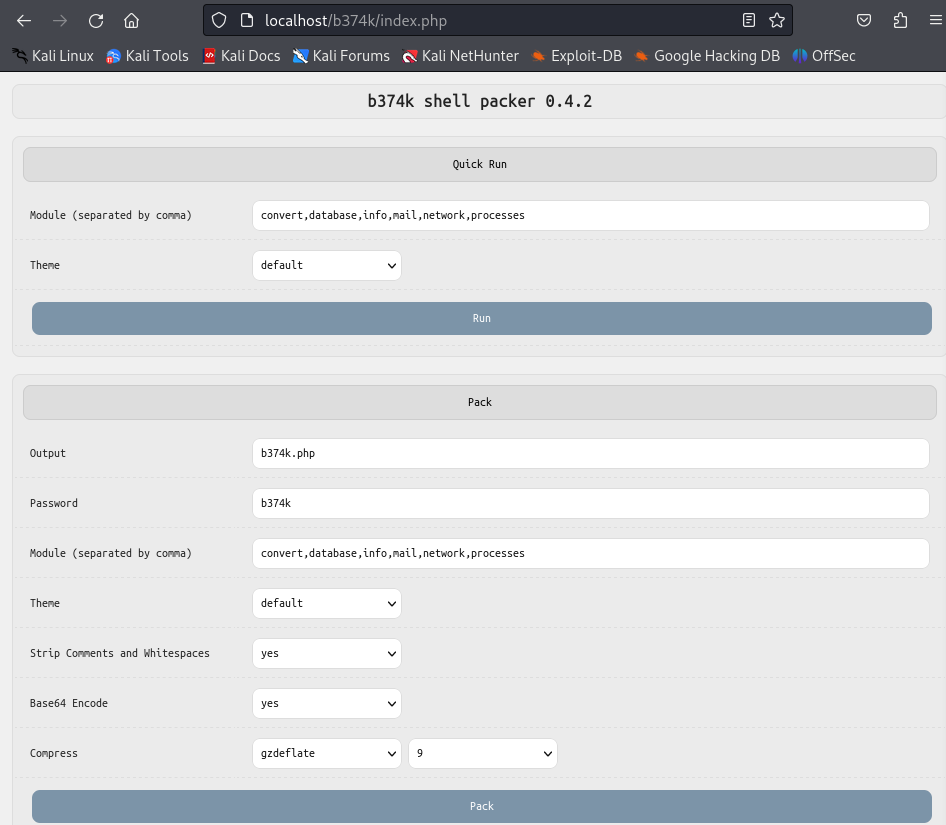 localhost/b374k/index.php
Kali Linux Kali Tools Kali Docs Kali Forums Kali NetHunter Exploit-DB Google Hacking DB OffSec
b374k shell packer 0.4.2
Quick Run
Module (separated by comma) convert,database,info,mail,network,processes
Theme default
Run
Pack
Output b374k.php
Password b374k
Module (separated by comma) convert,database,info,mail,network,processes
Theme default
Strip Comments and Whitespaces yes
Base64 Encode yes
Compress gzdeflate 9
Pack